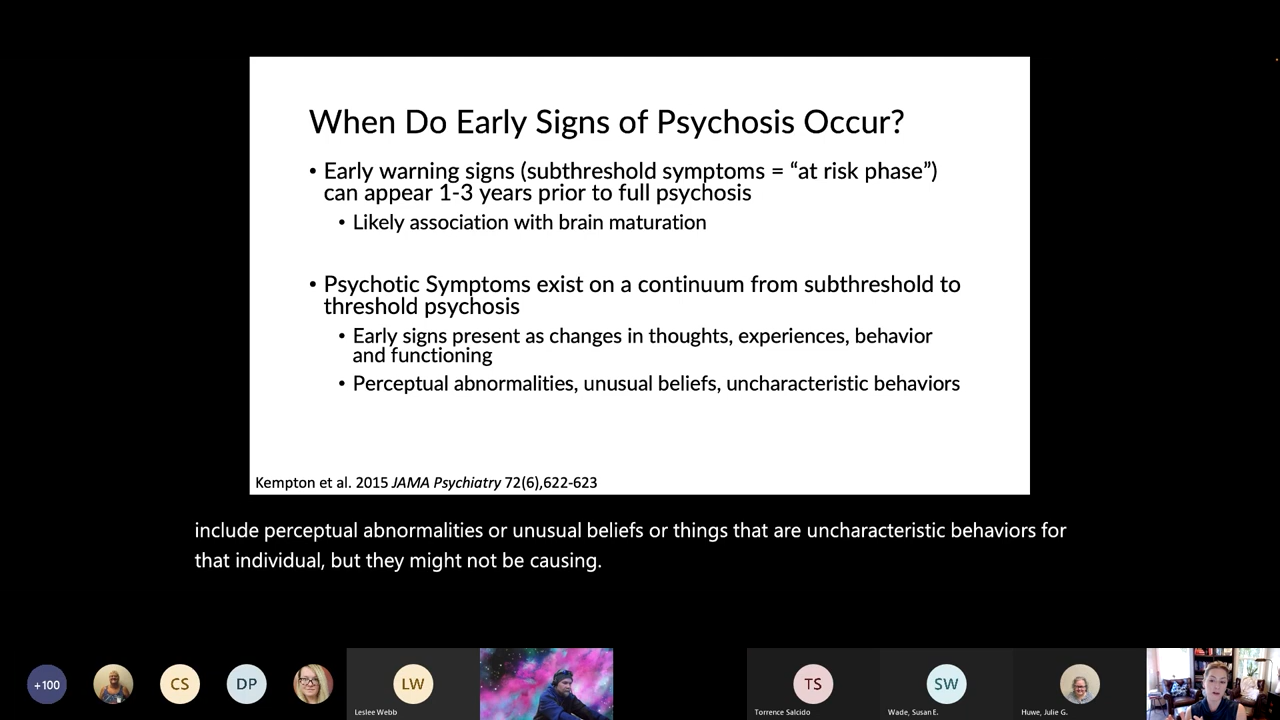 When Do Early Signs of Psychosis Occur?
• Early warning signs (subthreshold symptoms = “at risk phase”)
can appear 1-3 years prior to full psychosis
• Likely association with brain maturation
• Psychotic Symptoms exist on a continuum from subthreshold to
threshold psychosis
• Early signs present as changes in thoughts, experiences, behavior
and functioning
• Perceptual abnormalities, unusual beliefs, uncharacteristic behaviors
Kempton et al. 2015 JAMA Psychiatry 72(6),622-623
include perceptual abnormalities or unusual beliefs or things that are uncharacteristic behaviors for
that individual, but they might not be causing.
+100
CS
DP
LW
TS
SW
Leslee Webb
Torrence Salcido
Wade, Susan E.
Huwe, Julie G.